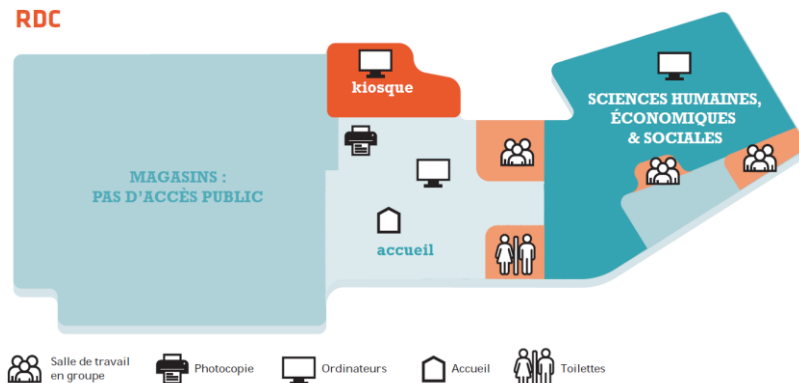 RDC
kiosque
SCIENCES HUMAINES,
ÉCONOMIQUES
& SOCIALES
MAGASINS :
PAS D'ACCÈS PUBLIC
accueil
Salle de travail
en groupe
Photocopie
Ordinateurs
Accueil
Toilettes